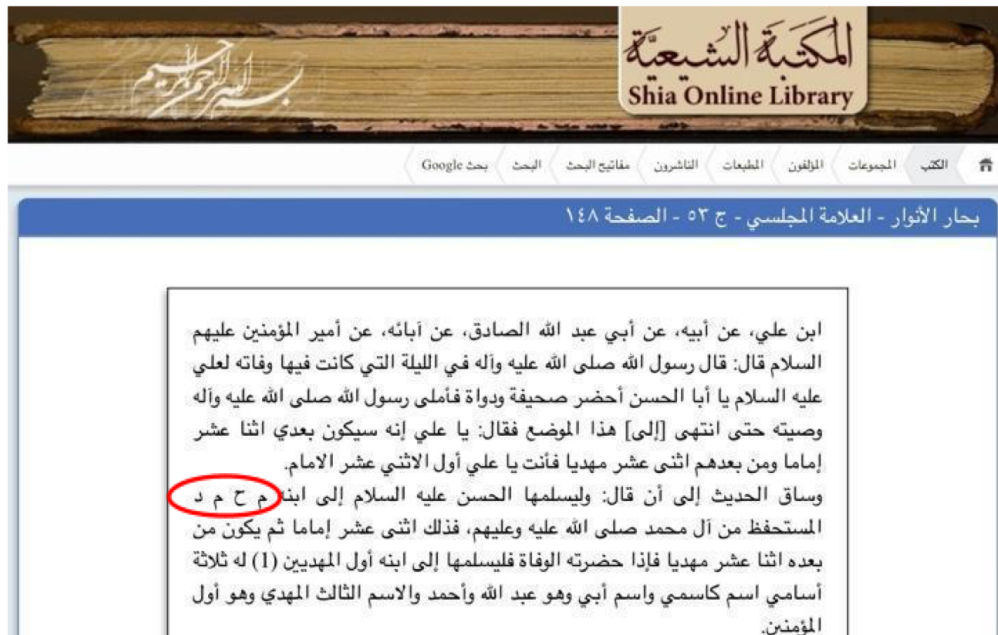 بسم الله الرحمن الرحيم
المكتبة الشيعية
Shia Online Library
الكتب المجموعات المؤلفون الطبعات الناشرون مفاتيح البحث البحث بحث Google
بحار الأنوار - العلامة المجلسي - ج ٥٣ - الصفحة ١٤٨
ابن علي، عن أبيه، عن أبي عبد الله الصادق، عن آبائه، عن أمير المؤمنين عليهم
السلام قال: قال رسول الله صلى الله عليه وآله في الليلة التي كانت فيها وفاته لعلي
عليه السلام يا أبا الحسن أحضر صحيفة ودواة فأملى رسول الله صلى الله عليه وآله
وصيته حتى انتهى [إلى] هذا الموضع فقال: يا علي إنه سيكون بعدي اثنا عشر
إماما ومن بعدهم اثنى عشر مهديا فأنت يا علي أول الاثني عشر الامام.
وساق الحديث إلى أن قال: وليسلمها الحسن عليه السلام إلى ابنه م ح م د
المستحفظ من آل محمد صلى الله عليه وعليهم، فذلك اثنى عشر إماما ثم يكون من
بعده اثنا عشر مهديا فإذا حضرته الوفاة فليسلمها إلى ابنه أول المهديين (1) له ثلاثة
أسامي اسم كاسمي واسم أبي وهو عبد الله وأحمد والاسم الثالث المهدي وهو أول
المؤمنين.